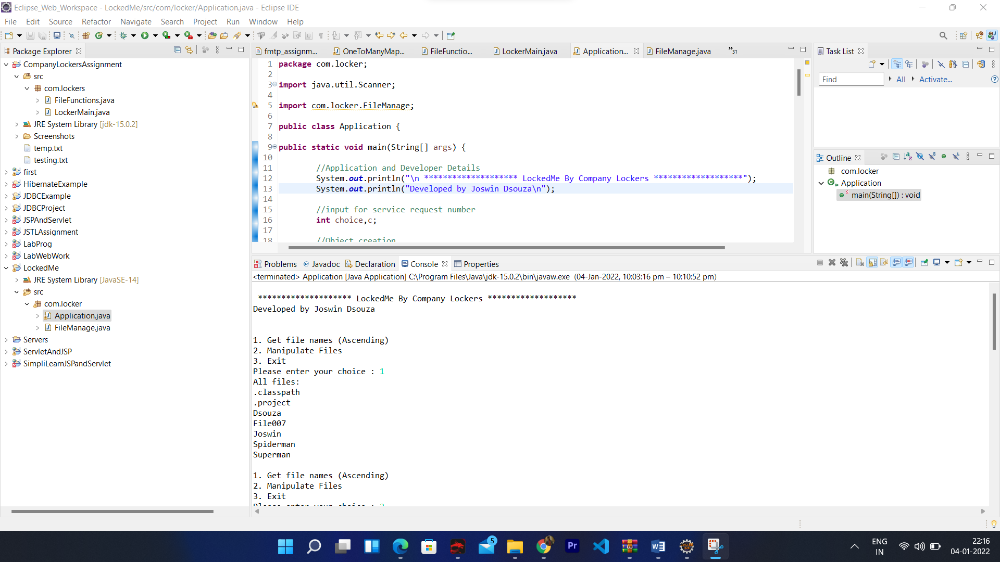 Eclipse_Web_Workspace - LockedMe/src/com/locker/Application.java - Eclipse IDE
File Edit Source Refactor Navigate Search Project Run Window Help
Package Explorer
CompanyLockersAssignment
src
com.lockers
FileFunctions.java
LockerMain.java
JRE System Library [jdk-15.0.2]
Screenshots
temp.txt
testing.txt
first
HibernateExample
JDBCExample
JDBCProject
JSPAndServlet
JSTLAssignment
LabProg
LabWebWork
LockedMe
JRE System Library [JavaSE-14]
src
com.locker
Application.java
FileManage.java
Servers
ServletAndJSP
SimpliLearnJSPandServlet
fmtp_assignm... OneToManyMap... FileFunctio... LockerMain.java Application... FileManage.java »31
1 package com.locker;
2
3 import java.util.Scanner;
4
5 import com.locker.FileManage;
6
7 public class Application {
8
9 public static void main(String[] args) {
10
11 //Application and Developer Details
12 System.out.println("\n ******************** LockedMe By Company Lockers *******************");
13 System.out.println("Developed by Joswin Dsouza\n");
14
15 //input for service request number
16 int choice,c;
17
18 //Object creation
Task List
Find All Activate...
Outline
com.locker
Application
main(String[]) : void
Problems Javadoc Declaration Console Properties
<terminated> Application [Java Application] C:\Program Files\Java\jdk-15.0.2\bin\javaw.exe (04-Jan-2022, 10:03:16 pm – 10:10:52 pm)
******************** LockedMe By Company Lockers *******************
Developed by Joswin Dsouza
1. Get file names (Ascending)
2. Manipulate Files
3. Exit
Please enter your choice : 1
All files:
.classpath
.project
Dsouza
File007
Joswin
Spiderman
Superman
1. Get file names (Ascending)
2. Manipulate Files
3. Exit
Please enter your choice : 2
5
Pr
ENG
IN
22:16
04-01-2022